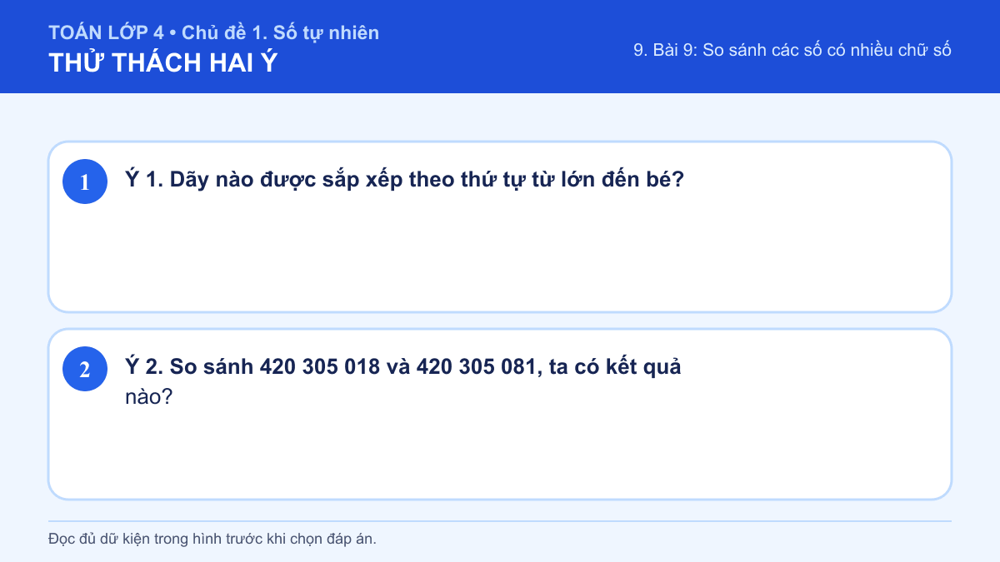 TOÁN LỚP 4 • Chủ đề 1. Số tự nhiên
THỬ THÁCH HAI Ý
9. Bài 9: So sánh các số có nhiều chữ số
1
Ý 1. Dãy nào được sắp xếp theo thứ tự từ lớn đến bé?
2
Ý 2. So sánh 420 305 018 và 420 305 081, ta có kết quả
nào?
Đọc đủ dữ kiện trong hình trước khi chọn đáp án.